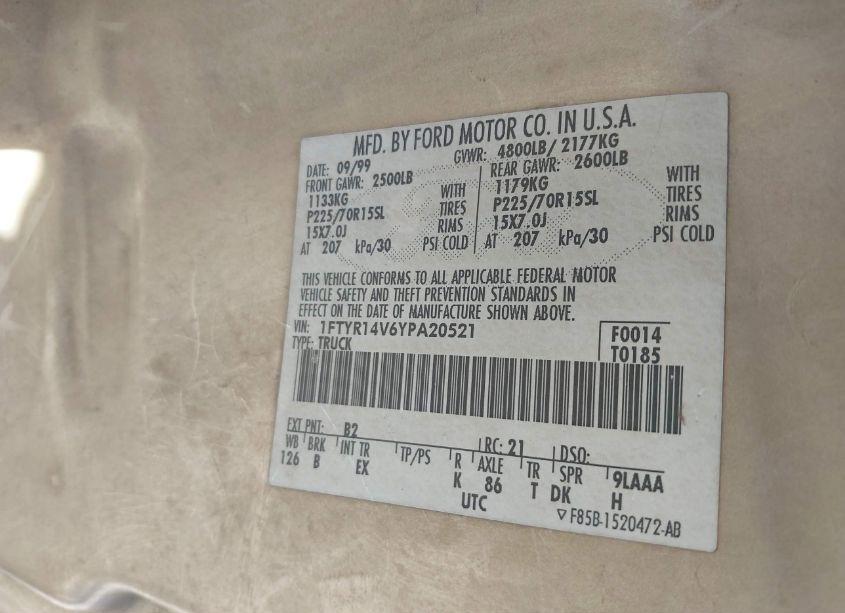 MFD. BY FORD MOTOR CO. IN U.S.A.
DATE: 09/99 GVWR: 4800LB/ 2177KG
FRONT GAWR: 2500LB REAR GAWR: 2600LB
1133KG WITH 1179KG WITH
P225/70R15SL TIRES P225/70R15SL TIRES
15X7.0J RIMS 15X7.0J RIMS
AT 207 kPa/30 PSI COLD AT 207 kPa/30 PSI COLD
THIS VEHICLE CONFORMS TO ALL APPLICABLE FEDERAL MOTOR
VEHICLE SAFETY AND THEFT PREVENTION STANDARDS IN
EFFECT ON THE DATE OF MANUFACTURE SHOWN ABOVE.
VIN: 1FTYR14V6YPA20521 F0014
TYPE: TRUCK T0185
EXT PNT: B2 RC: 21 DSO:
WB BRK INT TR TP/PS R AXLE TR SPR 9LAAA
126 B EX K 86 T DK H
UTC
▽ F85B-1520472-AB